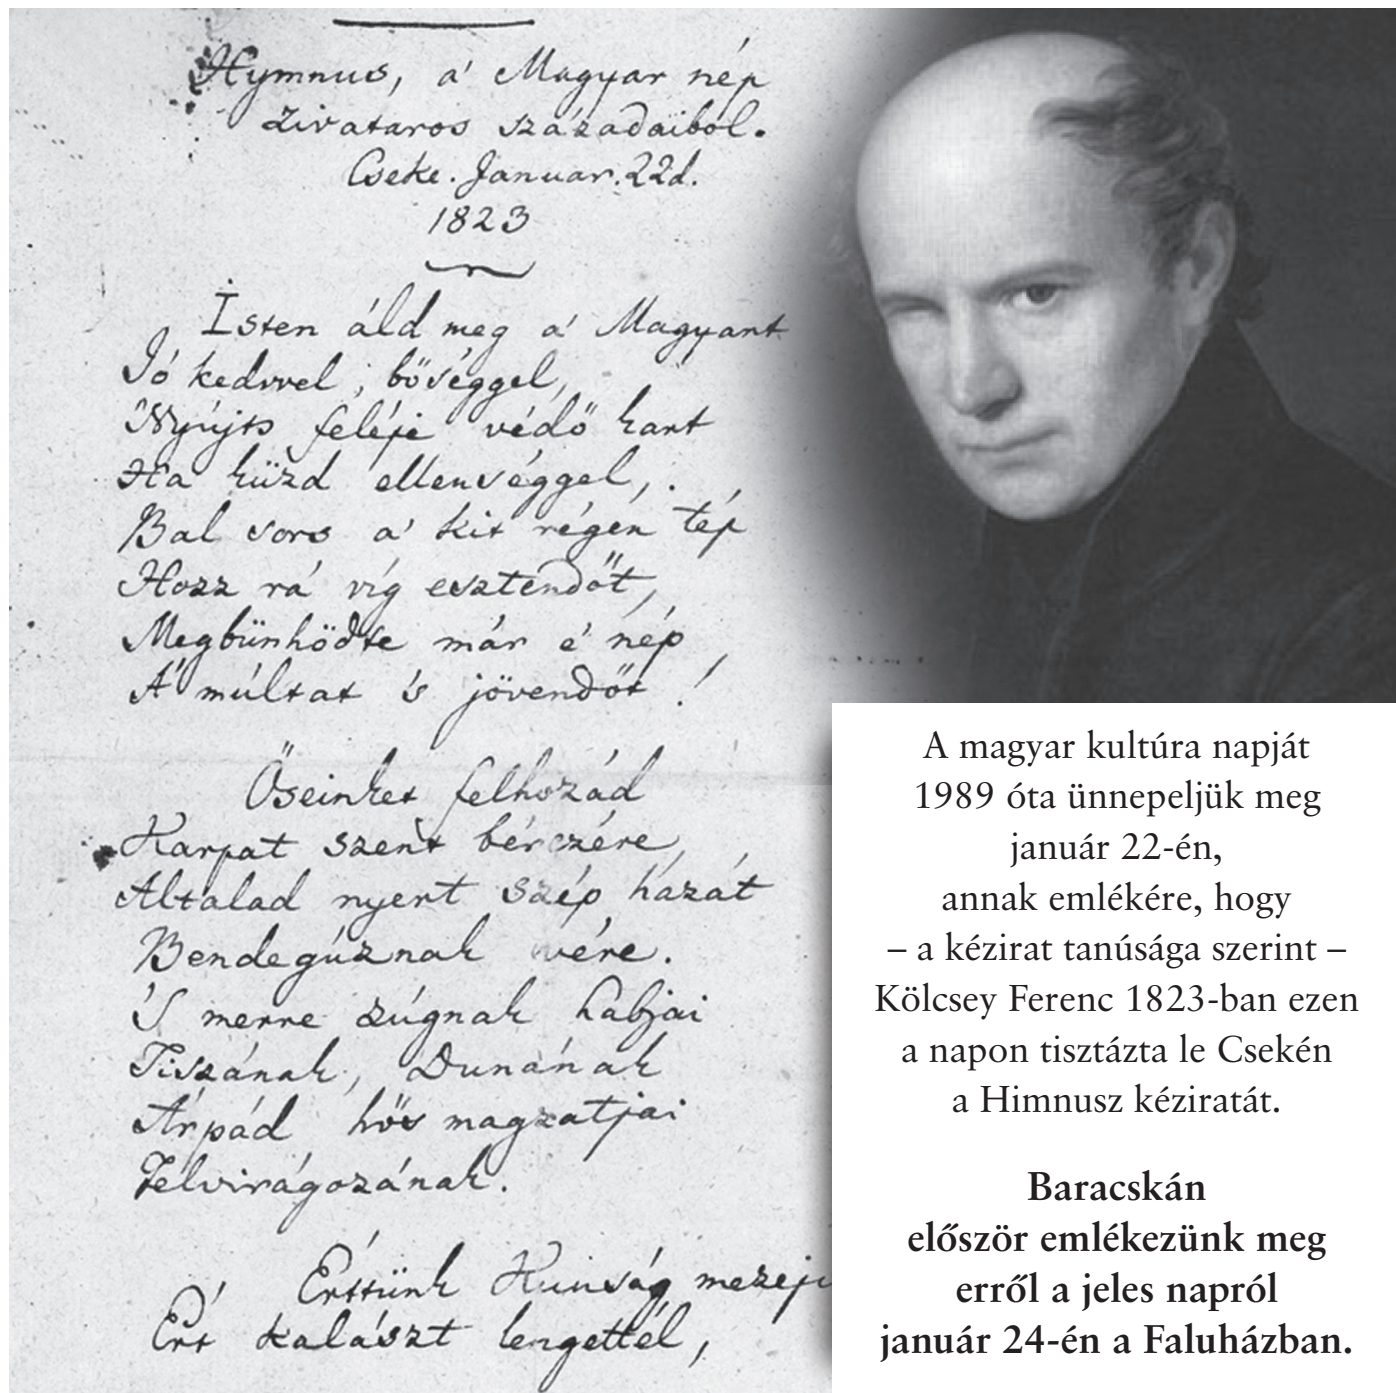 Hymnus, a' Magyar nép
zivataros századaiból.
Cseke. Januar. 22d.
1823
Isten áld meg a' Magyart
Jó kedvvel, bőséggel,
Nyújts feléje védő kart
Ha küzd ellenséggel,
Bal sors a' kit régen tép
Hozz rá víg esztendőt,
Megbünhödte már e' nép
A' múltat 's jövendőt!
Őseinket felhozád
Kárpat szent bérczére,
Altalad nyert szép hazát
Bendegúznak vére.
'S merre zúgnak habjai
Tiszának, Dunának
Árpád hős magzatjai
Felvirágozának.
Érttünk Kunság mezején
Ért kalászt lengettél,
A magyar kultúra napját
1989 óta ünnepeljük meg
január 22-én,
annak emlékére, hogy
– a kézirat tanúsága szerint –
Kölcsey Ferenc 1823-ban ezen
a napon tisztázta le Csekén
a Himnusz kéziratát.
Baracskán
először emlékezünk meg
erről a jeles napról
január 24-én a Faluházban.